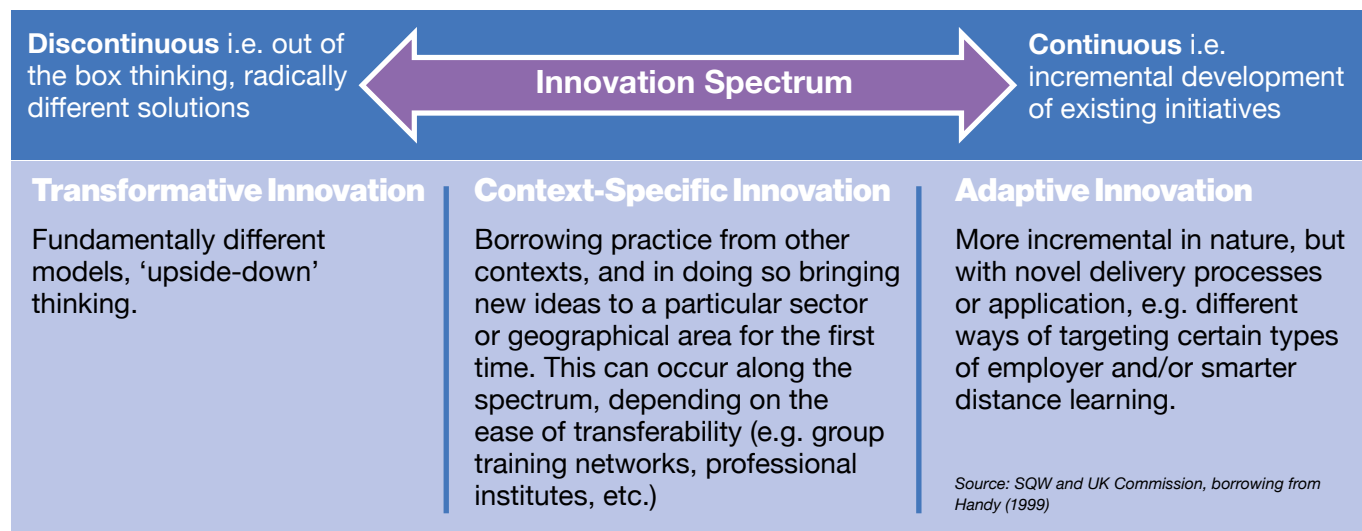 Discontinuous i.e. out of
the box thinking, radically
different solutions
Innovation Spectrum
Continuous i.e.
incremental development
of existing initiatives
Transformative Innovation
Fundamentally different
models, ‘upside-down’
thinking.
Context-Specific Innovation
Borrowing practice from other
contexts, and in doing so bringing
new ideas to a particular sector
or geographical area for the first
time. This can occur along the
spectrum, depending on the
ease of transferability (e.g. group
training networks, professional
institutes, etc.)
Adaptive Innovation
More incremental in nature, but
with novel delivery processes
or application, e.g. different
ways of targeting certain types
of employer and/or smarter
distance learning.
Source: SQW and UK Commission, borrowing from
Handy (1999)